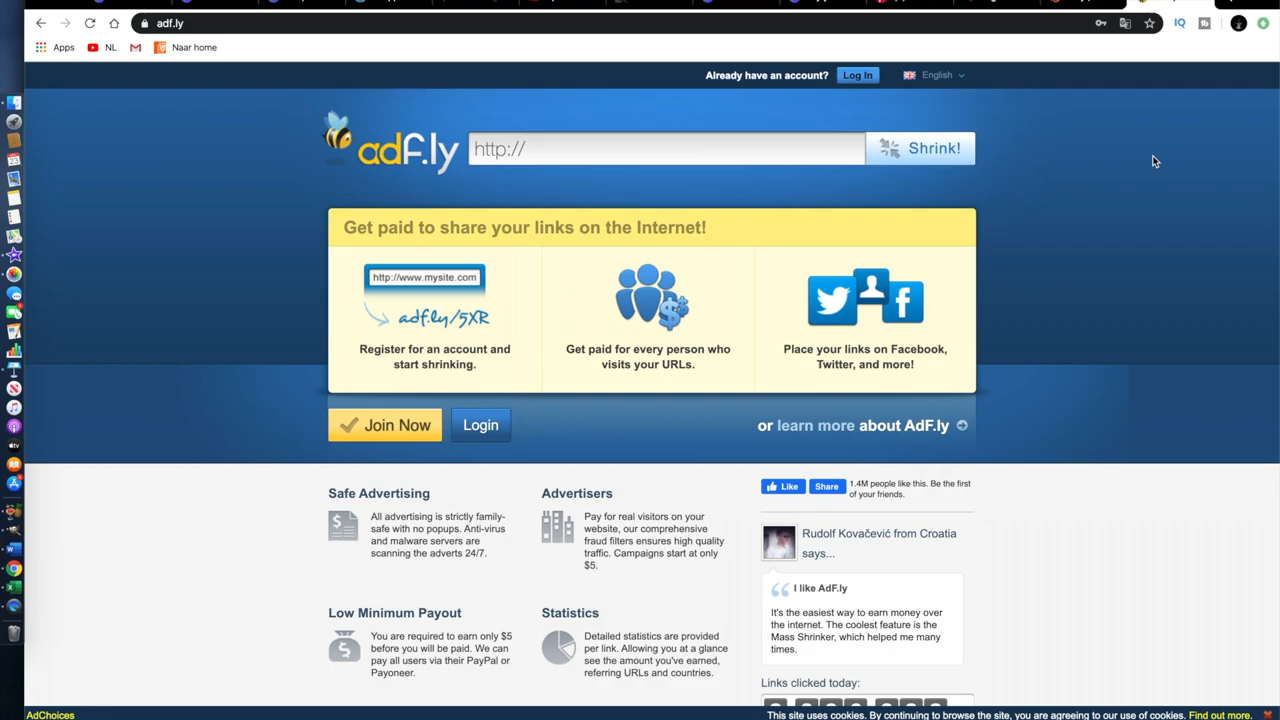 adf.ly
Apps
NL
Naar home
Already have an account?
Log In
English
adf.ly
http://
Shrink!
Get paid to share your links on the Internet!
http://www.mysite.com
adf.ly/5XR
Register for an account and
start shrinking.
Get paid for every person who
visits your URLs.
Place your links on Facebook,
Twitter, and more!
Join Now
Login
or learn more about AdF.ly
Safe Advertising
All advertising is strictly family-
safe with no popups. Anti-virus
and malware servers are
scanning the adverts 24/7.
Advertisers
Pay for real visitors on your
website, our comprehensive
fraud filters ensures high quality
traffic. Campaigns start at only
$5.
Like
Share
1.4M people like this. Be the first
of your friends.
Rudolf Kovačević from Croatia
says...
I like AdF.ly
It's the easiest way to earn money over
the internet. The coolest feature is the
Mass Shrinker, which helped me many
times.
Low Minimum Payout
You are required to earn only $5
before you will be paid. We can
pay all users via their PayPal or
Payoneer.
Statistics
Detailed statistics are provided
per link. Allowing you at a glance
see the amount you've earned,
referring URLs and countries.
Links clicked today:
AdChoices
This site uses cookies. By continuing to browse the site, you are agreeing to our use of cookies. Find out more.